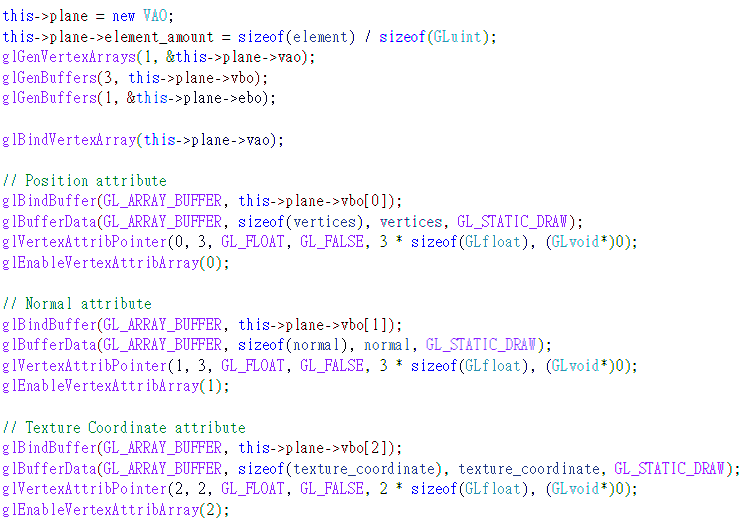 this->plane = new VAO;
this->plane->element_amount = sizeof(element) / sizeof(GLuint);
glGenVertexArrays(1, &this->plane->vao);
glGenBuffers(3, this->plane->vbo);
glGenBuffers(1, &this->plane->ebo);
glBindVertexArray(this->plane->vao);
// Position attribute
glBindBuffer(GL_ARRAY_BUFFER, this->plane->vbo[0]);
glBufferData(GL_ARRAY_BUFFER, sizeof(vertices), vertices, GL_STATIC_DRAW);
glVertexAttribPointer(0, 3, GL_FLOAT, GL_FALSE, 3 * sizeof(GLfloat), (GLvoid*)0);
glEnableVertexAttribArray(0);
// Normal attribute
glBindBuffer(GL_ARRAY_BUFFER, this->plane->vbo[1]);
glBufferData(GL_ARRAY_BUFFER, sizeof(normal), normal, GL_STATIC_DRAW);
glVertexAttribPointer(1, 3, GL_FLOAT, GL_FALSE, 3 * sizeof(GLfloat), (GLvoid*)0);
glEnableVertexAttribArray(1);
// Texture Coordinate attribute
glBindBuffer(GL_ARRAY_BUFFER, this->plane->vbo[2]);
glBufferData(GL_ARRAY_BUFFER, sizeof(texture_coordinate), texture_coordinate, GL_STATIC_DRAW);
glVertexAttribPointer(2, 2, GL_FLOAT, GL_FALSE, 2 * sizeof(GLfloat), (GLvoid*)0);
glEnableVertexAttribArray(2);